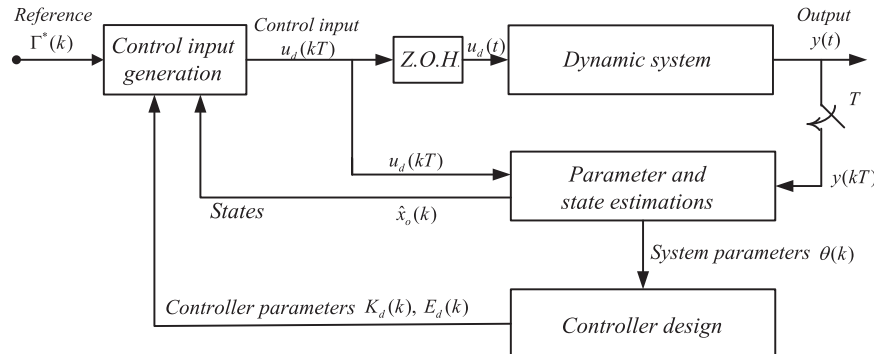 Reference
Γ*(k)
Control input
generation
Control input
u_d(kT)
Z.O.H.
u_d(t)
Dynamic system
Output
y(t)
T
u_d(kT)
Parameter and
state estimations
y(kT)
States
x̂_o(k)
System parameters θ(k)
Controller parameters K_d(k), E_d(k)
Controller design